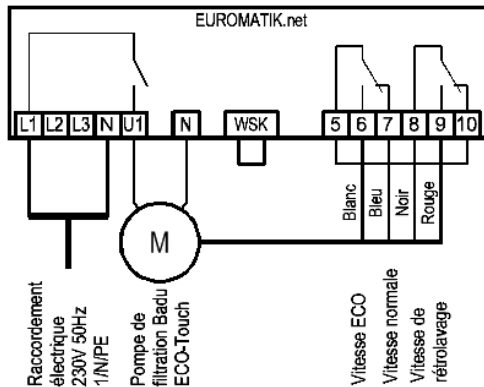 EUROMATIK.net
L1 L2 L3 N U1 N WSK 5 6 7 8 9 10
Blanc
Bleu
Noir
Rouge
M
Raccordement
électrique
230V 50Hz
1/N/PE
Pompe de
filtration Badu
ECO-Touch
Vitesse ECO
Vitesse normale
Vitesse de
rétrolavage